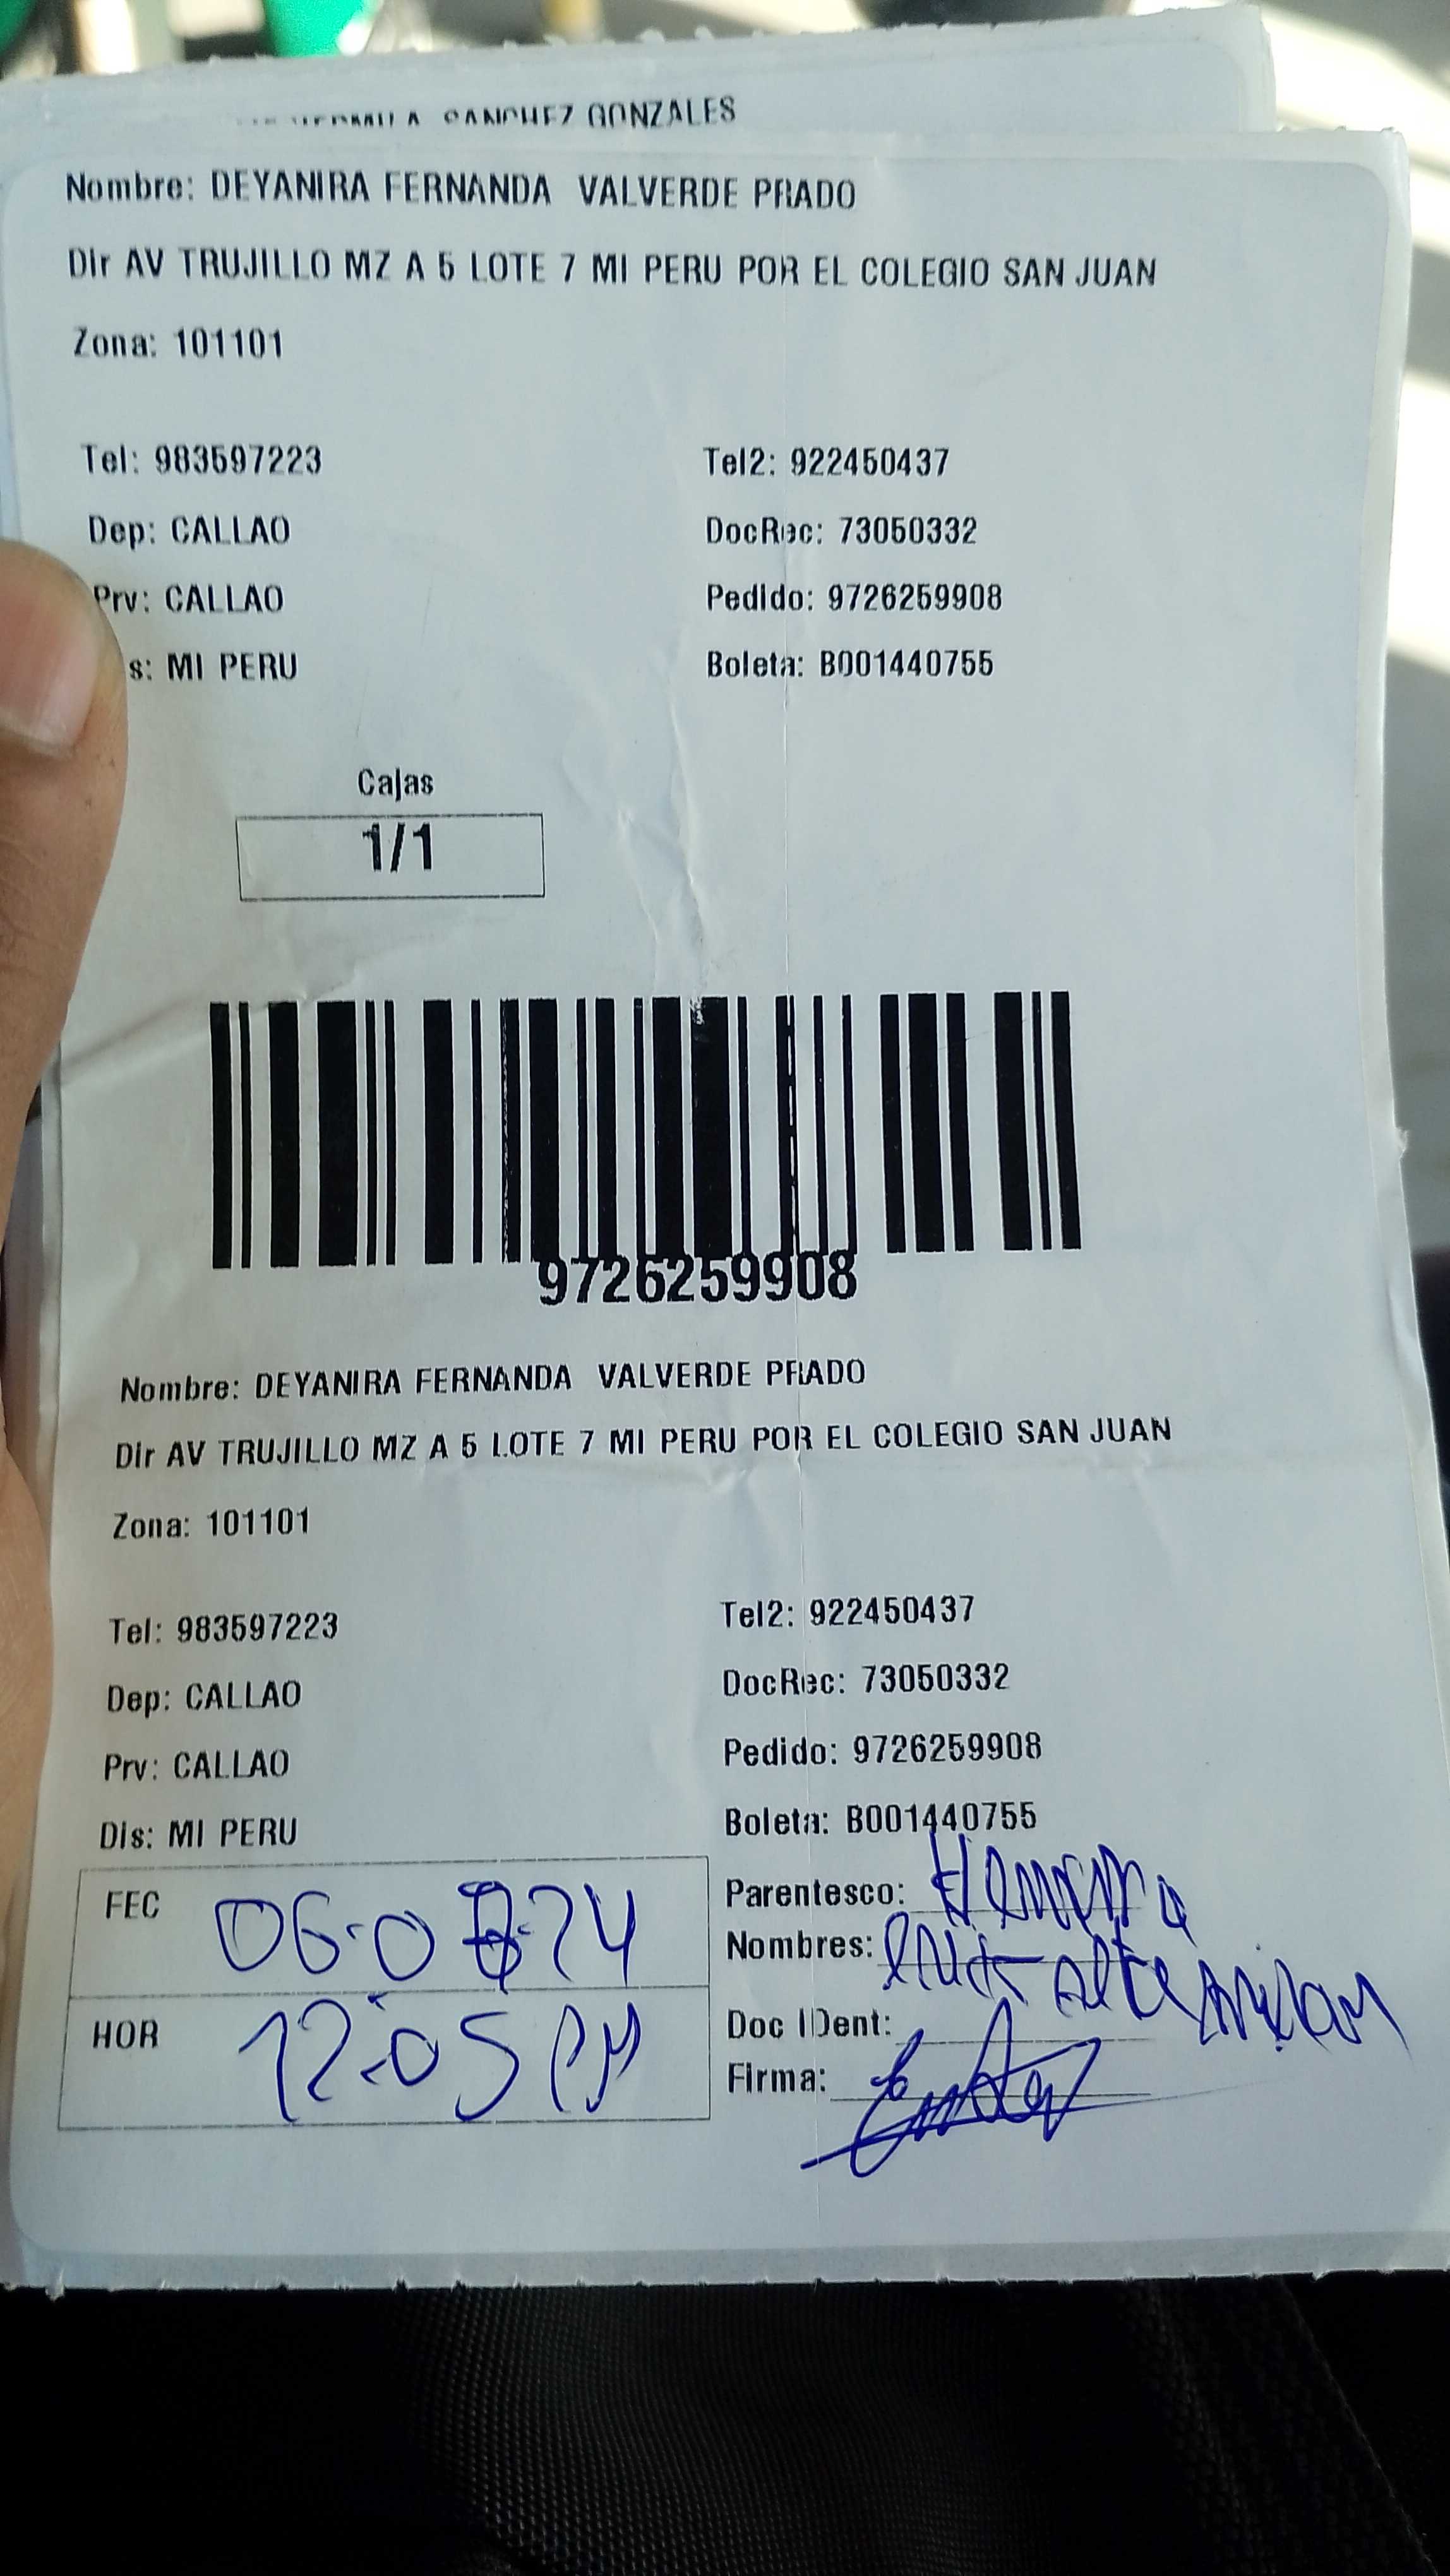 SANCHEZ GONZALES
Nombre: DEYANIRA FERNANDA VALVERDE PRADO
Dir AV TRUJILLO MZ A 5 LOTE 7 MI PERU POR EL COLEGIO SAN JUAN
Zona: 101101
Tel: 983597223 Tel2: 922450437
Dep: CALLAO DocRec: 73050332
Prv: CALLAO Pedido: 9726259908
s: MI PERU Boleta: B001440755
Cajas
1/1
9726259908
Nombre: DEYANIRA FERNANDA VALVERDE PRADO
Dir AV TRUJILLO MZ A 5 LOTE 7 MI PERU POR EL COLEGIO SAN JUAN
Zona: 101101
Tel: 983597223 Tel2: 922450437
Dep: CALLAO DocRec: 73050332
Prv: CALLAO Pedido: 9726259908
Dis: MI PERU Boleta: B001440755
FEC Parentesco:
Nombres:
HOR 12:05 PM Doc IDent:
Firma: